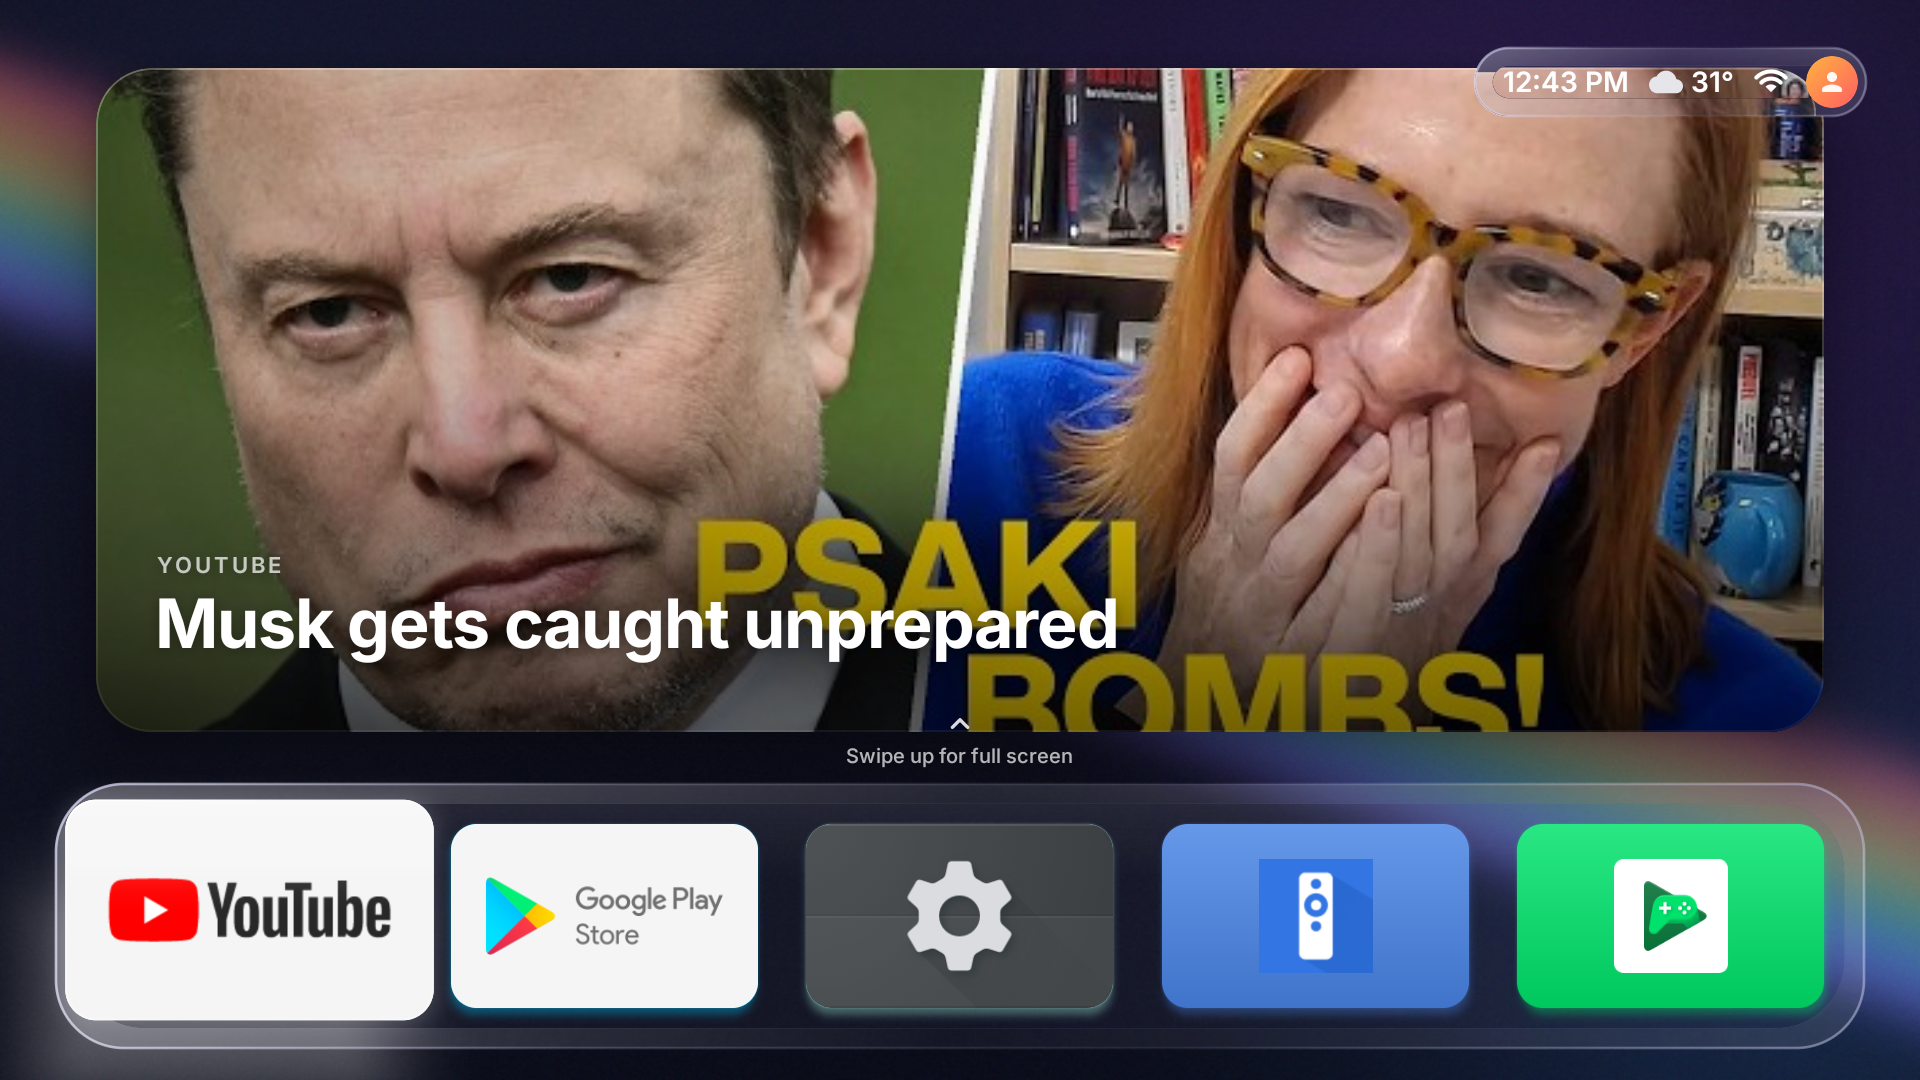 12:43 PM 31°
YOUTUBE
PSAKI
Musk gets caught unprepared
BOMBS!
Swipe up for full screen
YouTube
Google Play
Store